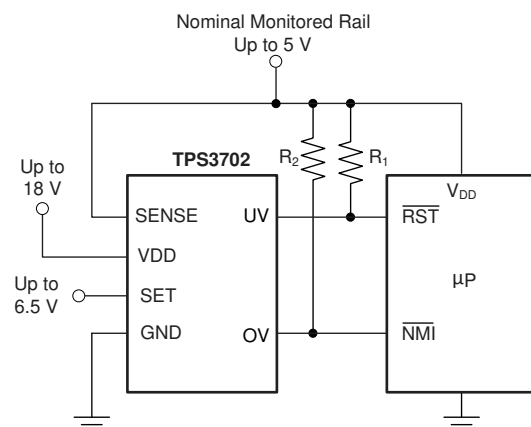 Nominal Monitored Rail
Up to 5 V
TPS3702
R2
R1
Up to
18 V
VDD
SENSE
UV
RST
VDD
Up to
6.5 V
SET
µP
GND
OV
NMI